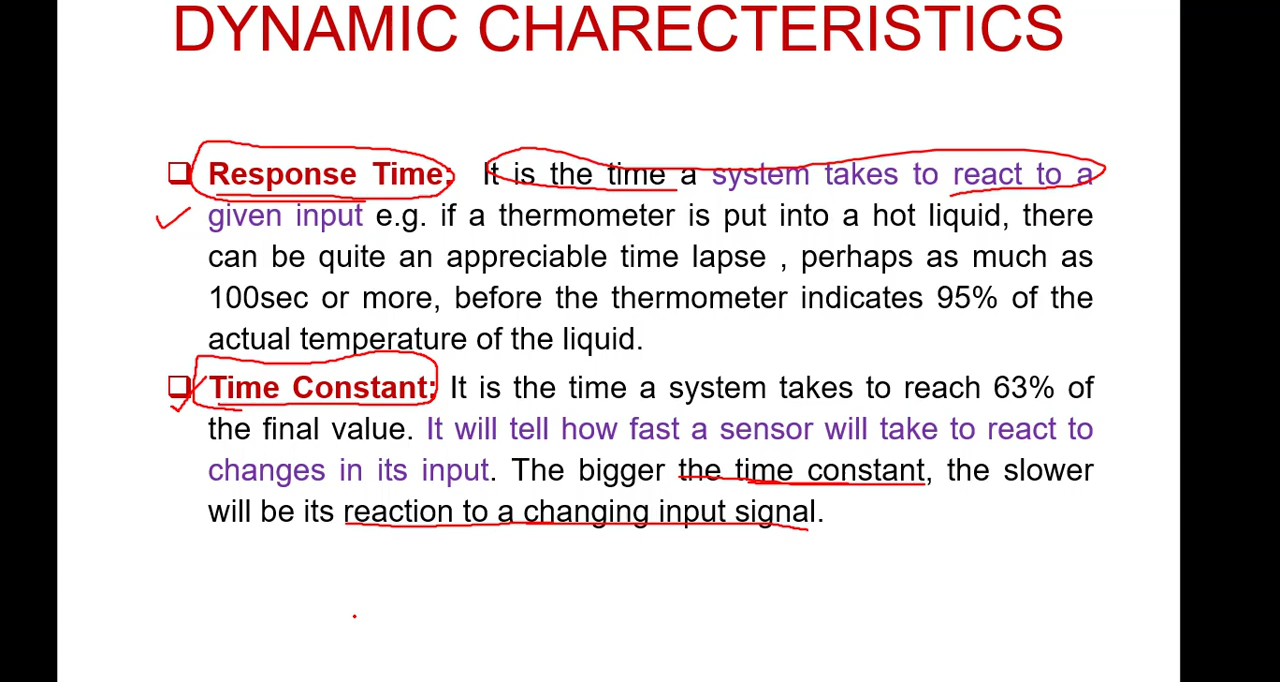 DYNAMIC CHARECTERISTICS
Response Time: It is the time a system takes to react to a
given input e.g. if a thermometer is put into a hot liquid, there
can be quite an appreciable time lapse , perhaps as much as
100sec or more, before the thermometer indicates 95% of the
actual temperature of the liquid.
Time Constant: It is the time a system takes to reach 63% of
the final value. It will tell how fast a sensor will take to react to
changes in its input. The bigger the time constant, the slower
will be its reaction to a changing input signal.